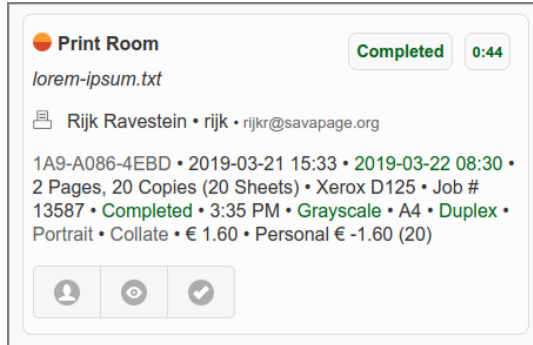 Print Room
Completed
0:44
lorem-ipsum.txt
Rijk Ravestein • rijk • rijkr@savapage.org
1A9-A086-4EBD • 2019-03-21 15:33 • 2019-03-22 08:30 •
2 Pages, 20 Copies (20 Sheets) • Xerox D125 • Job #
13587 • Completed • 3:35 PM • Grayscale • A4 • Duplex •
Portrait • Collate • € 1.60 • Personal € -1.60 (20)